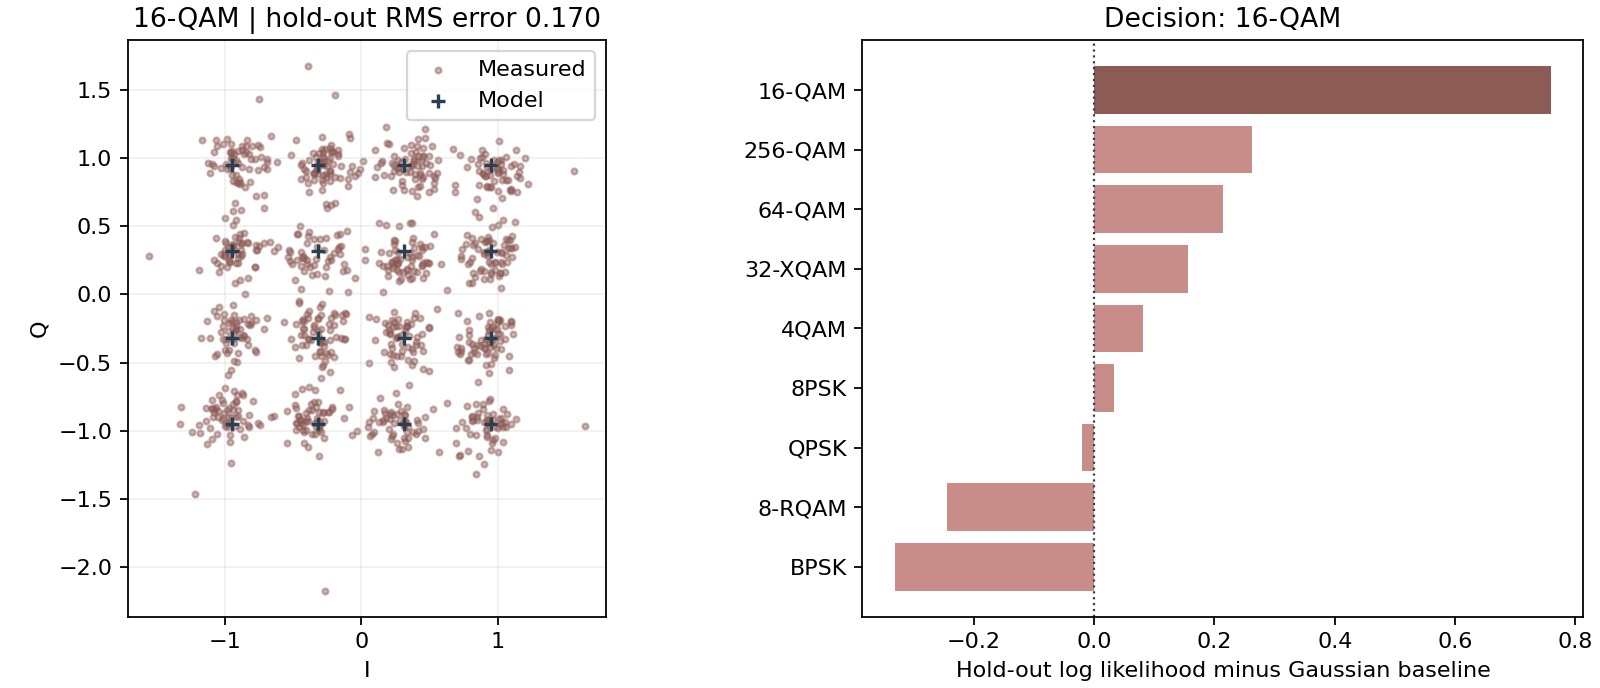 16-QAM | hold-out RMS error 0.170
Measured
Model
1.5
1.0
0.5
0.0
−0.5
−1.0
−1.5
−2.0
Q
−1
0
1
I
Decision: 16-QAM
16-QAM
256-QAM
64-QAM
32-XQAM
4QAM
8PSK
QPSK
8-RQAM
BPSK
−0.2
0.0
0.2
0.4
0.6
0.8
Hold-out log likelihood minus Gaussian baseline